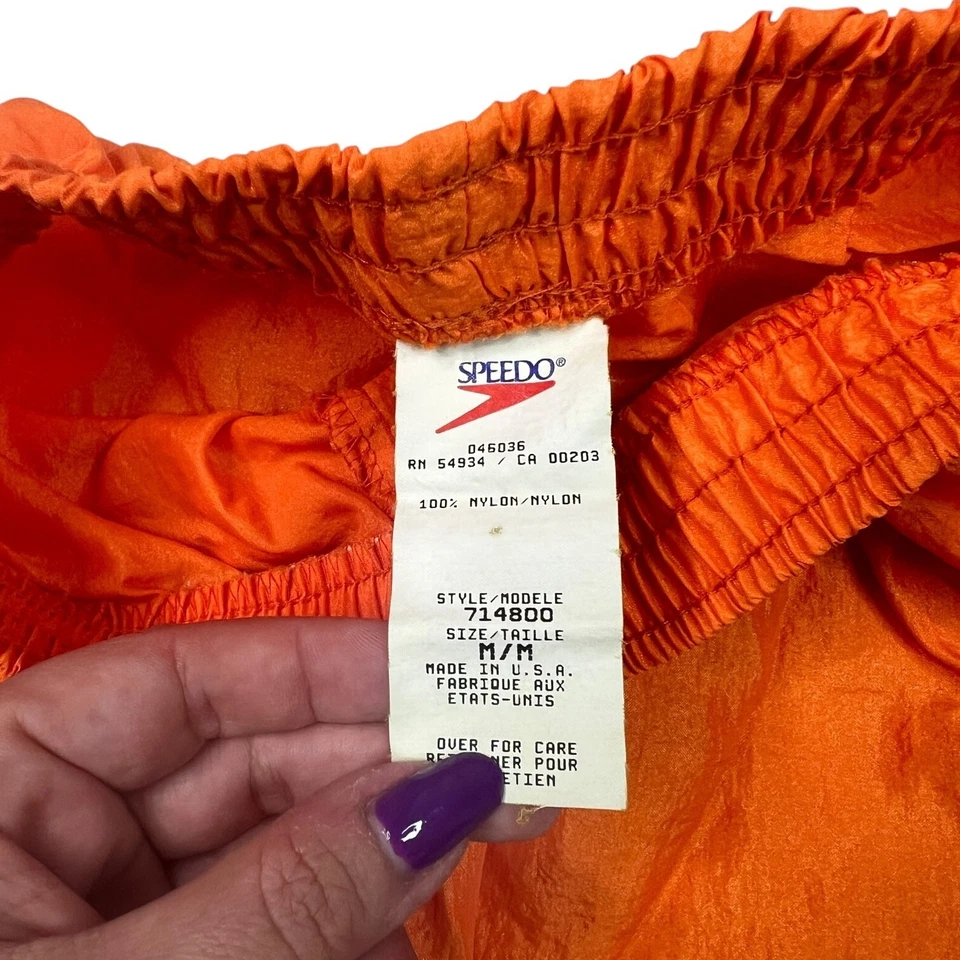 SPEEDO®
046036
RN 54934 / CA 00203
100% NYLON/NYLON
STYLE/MODELE
714800
SIZE/TAILLE
M/M
MADE IN U.S.A.
FABRIQUE AUX
ETATS-UNIS
OVER FOR CARE
POUR